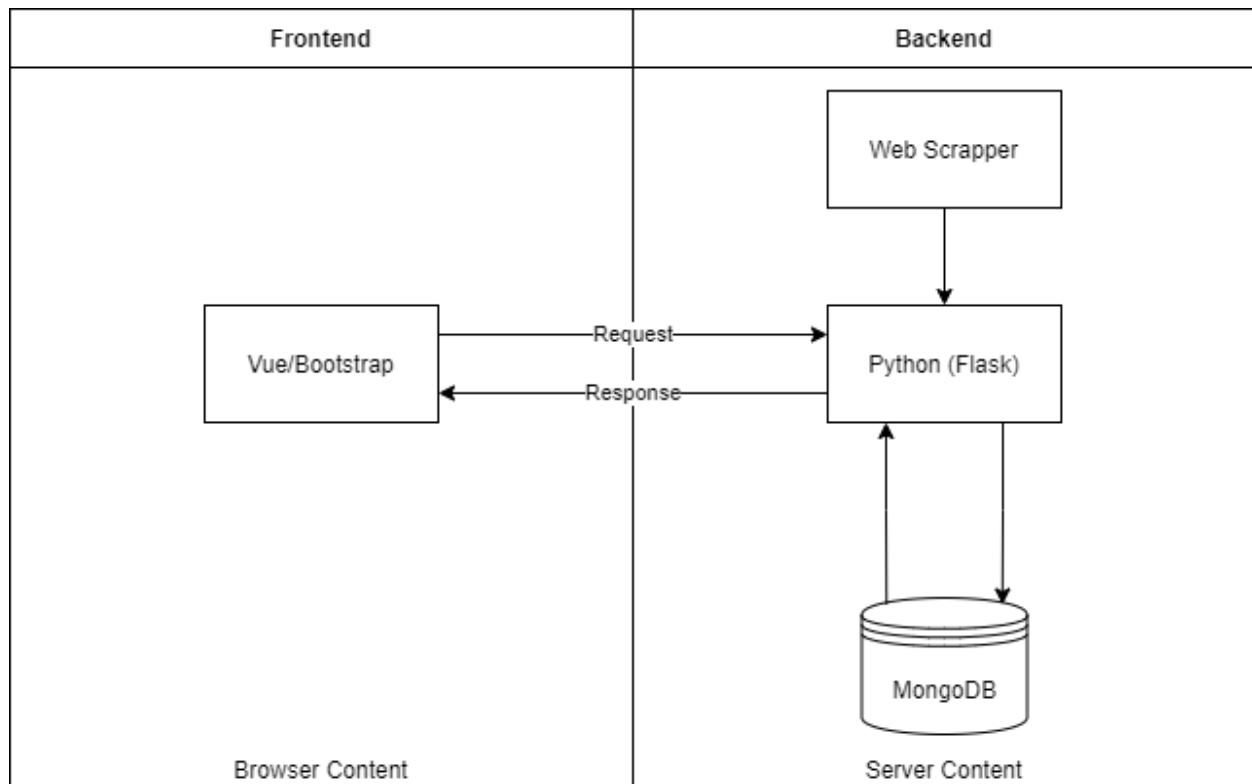 Frontend
Backend
Web Scrapper
Vue/Bootstrap
Request
Response
Python (Flask)
MongoDB
Browser Content
Server Content